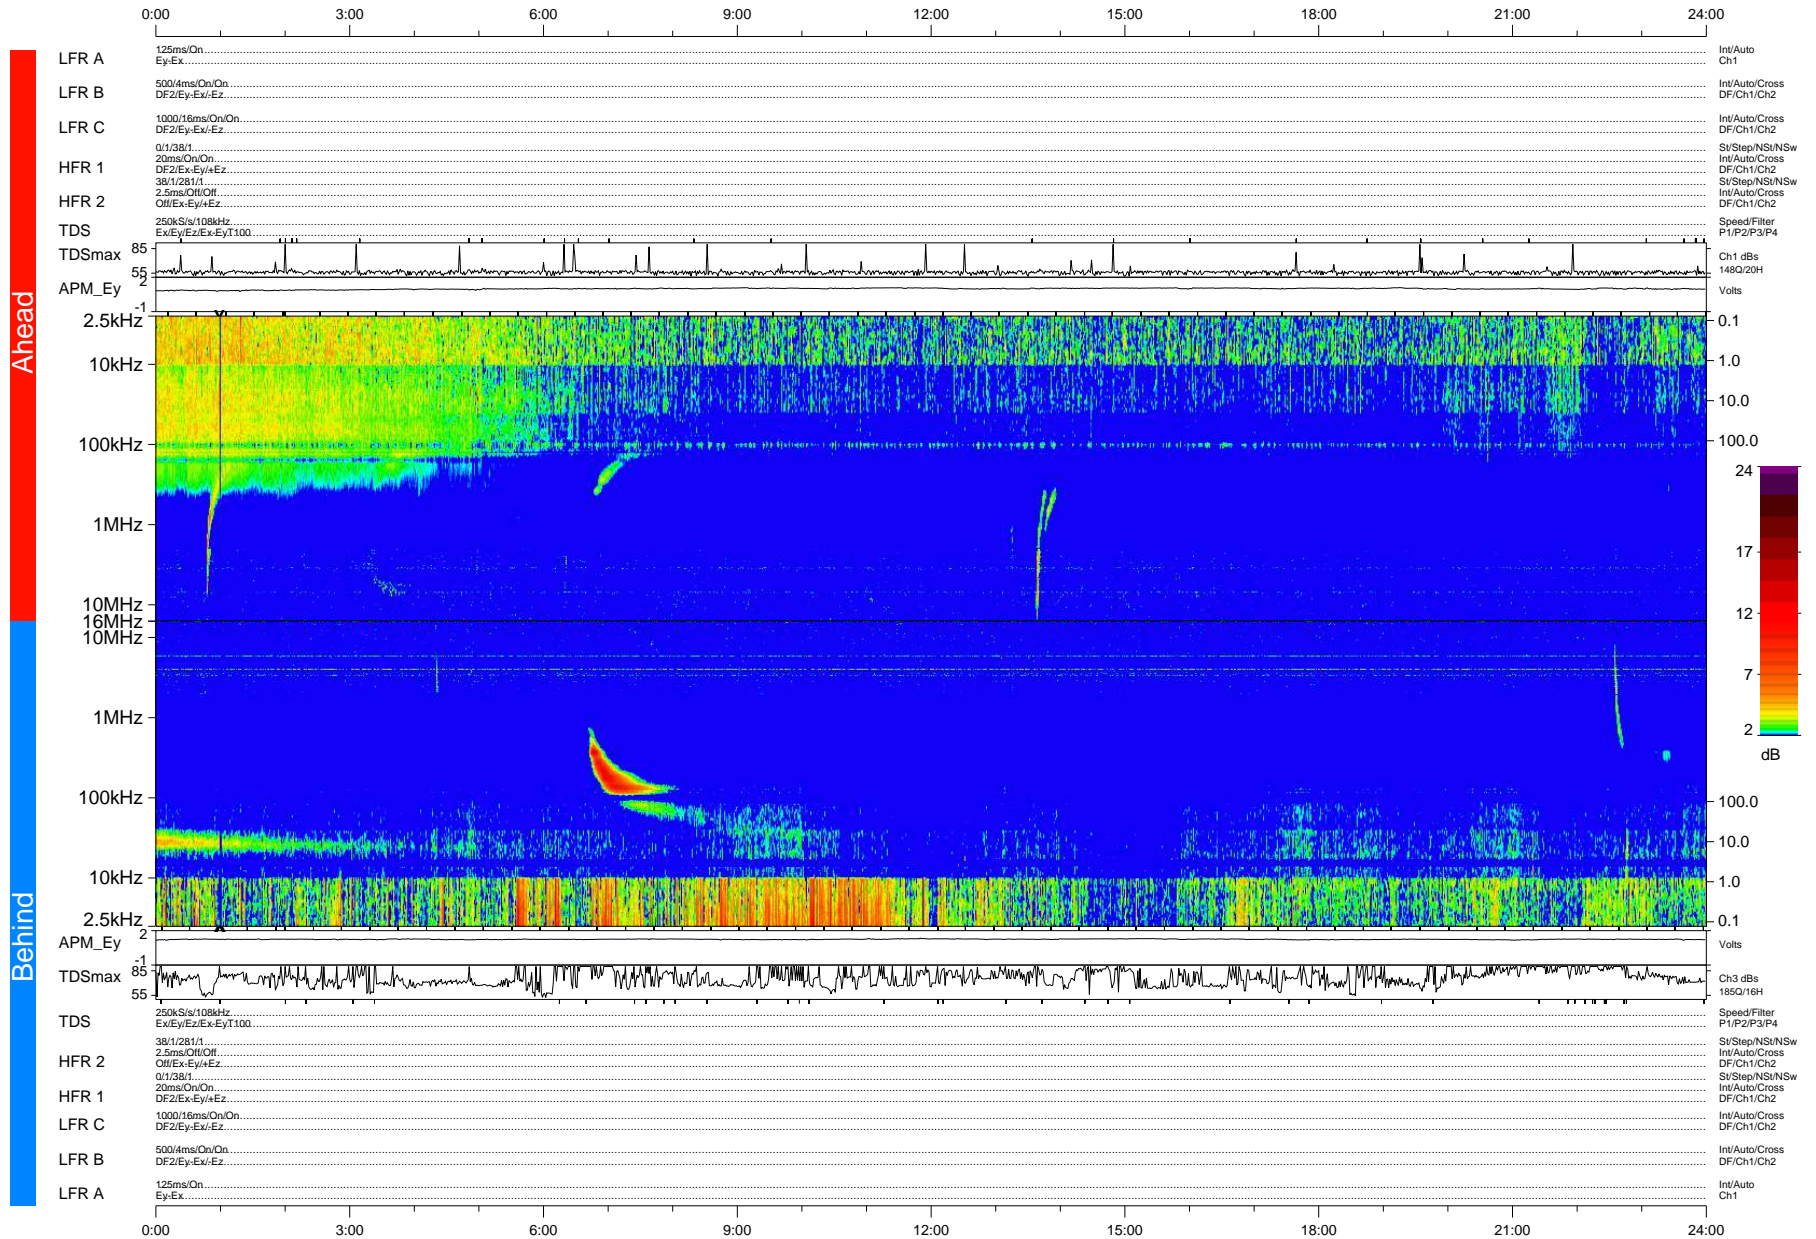 0:00 3:00 6:00 9:00 12:00 15:00 18:00 21:00 24:00
Ahead
LFR A 125ms/On Int/Auto
Ey-Ex Ch1
LFR B 500/4ms/On/On Int/Auto/Cross
DF2/Ey-Ex/-Ez DF/Ch1/Ch2
LFR C 1000/16ms/On/On Int/Auto/Cross
DF2/Ey-Ex/-Ez DF/Ch1/Ch2
0/1/38/1 St/Step/NSt/NSw
HFR 1 20ms/On/On Int/Auto/Cross
DF2/Ex-Ey/+Ez DF/Ch1/Ch2
38/1/281/1 St/Step/NSt/NSw
HFR 2 2.5ms/Off/Off Int/Auto/Cross
Off/Ex-Ey/+Ez DF/Ch1/Ch2
TDS 250kS/s/108kHz Speed/Filter
Ex/Ey/Ez/Ex-EyT100 P1/P2/P3/P4
TDSmax 85 Ch1 dBs
55 148Q/20H
APM_Ey 2 Volts
-1
2.5kHz 0.1
10kHz 1.0
10.0
100kHz 100.0
1MHz
10MHz
16MHz
10MHz
1MHz
100kHz 100.0
10.0
10kHz 1.0
2.5kHz 0.1
24
17
12
7
2
dB
Behind
APM_Ey 2 Volts
-1
TDSmax 85 Ch3 dBs
55 185Q/16H
TDS 250kS/s/108kHz Speed/Filter
Ex/Ey/Ez/Ex-EyT100 P1/P2/P3/P4
38/1/281/1 St/Step/NSt/NSw
HFR 2 2.5ms/Off/Off Int/Auto/Cross
Off/Ex-Ey/+Ez DF/Ch1/Ch2
0/1/38/1 St/Step/NSt/NSw
HFR 1 20ms/On/On Int/Auto/Cross
DF2/Ex-Ey/+Ez DF/Ch1/Ch2
LFR C 1000/16ms/On/On Int/Auto/Cross
DF2/Ey-Ex/-Ez DF/Ch1/Ch2
LFR B 500/4ms/On/On Int/Auto/Cross
DF2/Ey-Ex/-Ez DF/Ch1/Ch2
LFR A 125ms/On Int/Auto
Ey-Ex Ch1
0:00 3:00 6:00 9:00 12:00 15:00 18:00 21:00 24:00